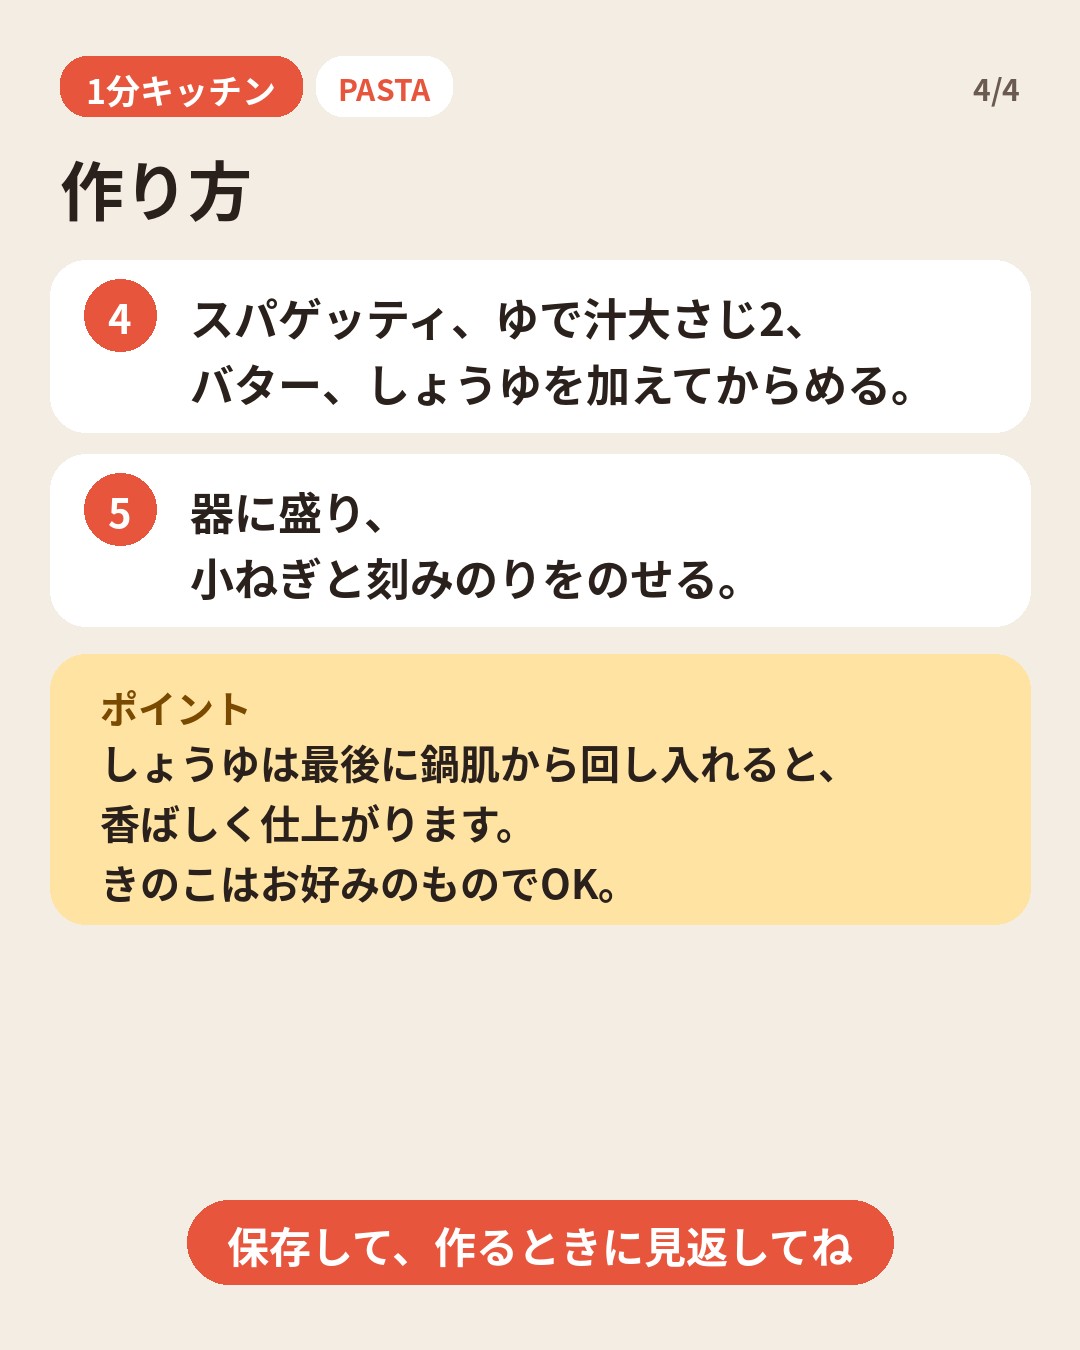 1分キッチン
PASTA
4/4
作り方
4
スパゲッティ、ゆで汁大さじ2、
バター、しょうゆを加えてからめる。
5
器に盛り、
小ねぎと刻みのりをのせる。
ポイント
しょうゆは最後に鍋肌から回し入れると、
香ばしく仕上がります。
きのこはお好みのものでOK。
保存して、作るときに見返してね